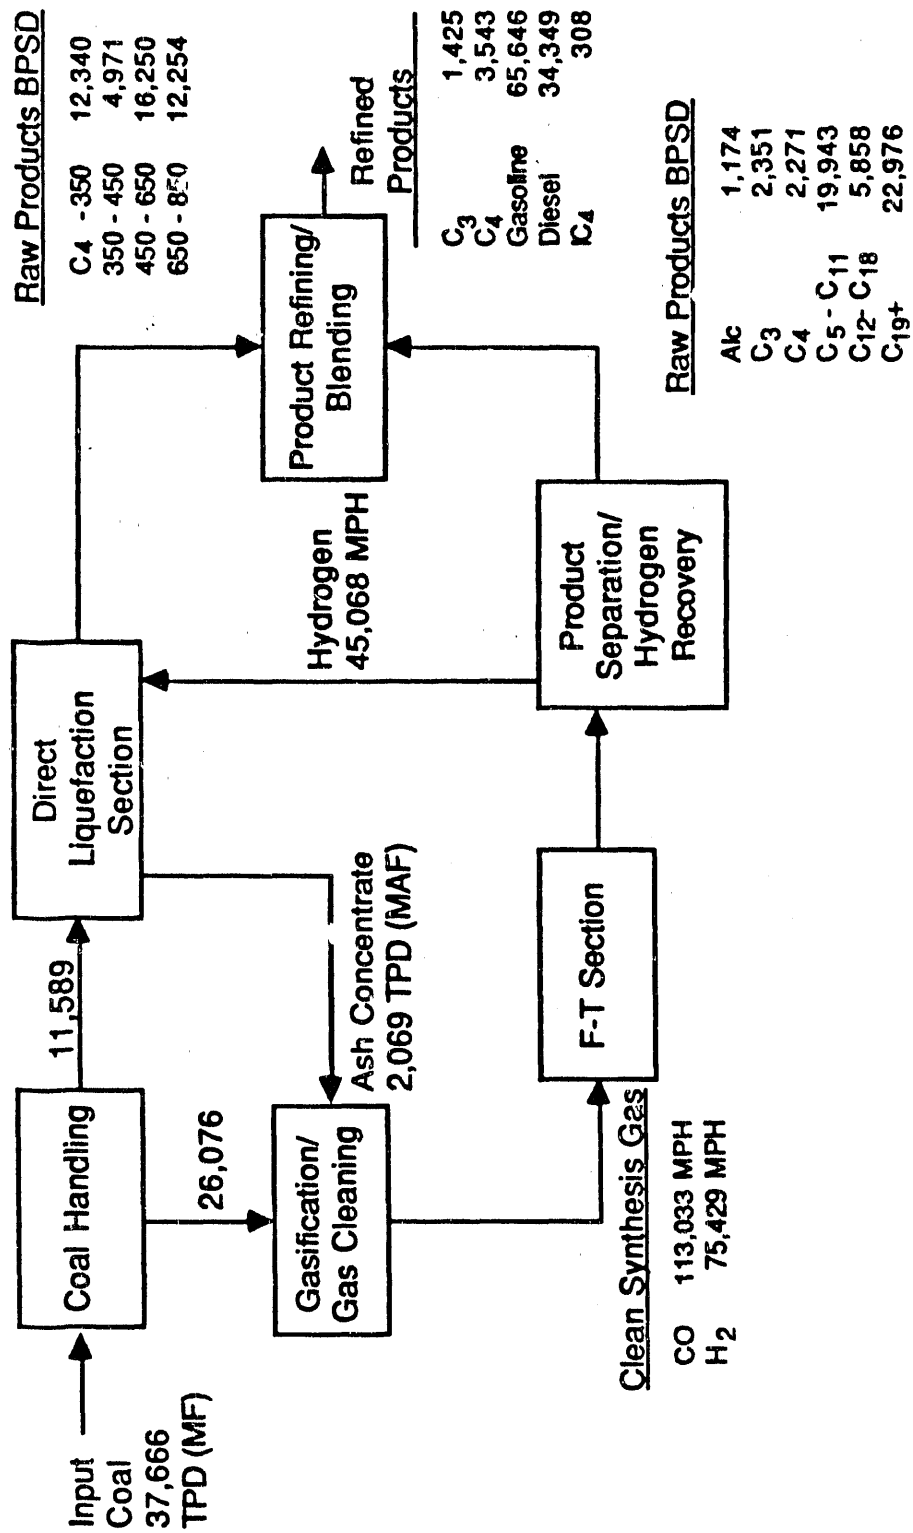 Input
Coal
37,666
TPD (MF)
Coal Handling
11,589
26,076
Direct
Liquefaction
Section
Gasification/
Gas Cleaning
Ash Concentrate
2,069 TPD (MAF)
Hydrogen
45,068 MPH
Clean Synthesis Gas
CO 113,033 MPH
H2 75,429 MPH
F-T Section
Product
Separation/
Hydrogen
Recovery
Product Refining/
Blending
Raw Products BPSD
C4 -350 12,340
350 - 450 4,971
450 - 650 16,250
650 - 850 12,254
Refined
Products
C3 1,425
C4 3,543
Gasoline 65,646
Diesel 34,349
IC4 308
Raw Products BPSD
Alc 1,174
C3 2,351
C4 2,271
C5 - C11 19,943
C12- C18 5,858
C19+ 22,976